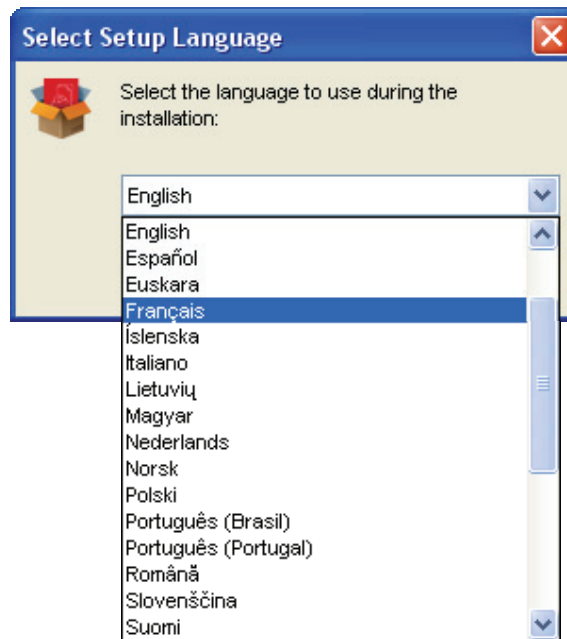 Select Setup Language
Select the language to use during the
installation:
English
English
Español
Euskara
Français
Íslenska
Italiano
Lietuvių
Magyar
Nederlands
Norsk
Polski
Português (Brasil)
Português (Portugal)
Română
Slovenščina
Suomi